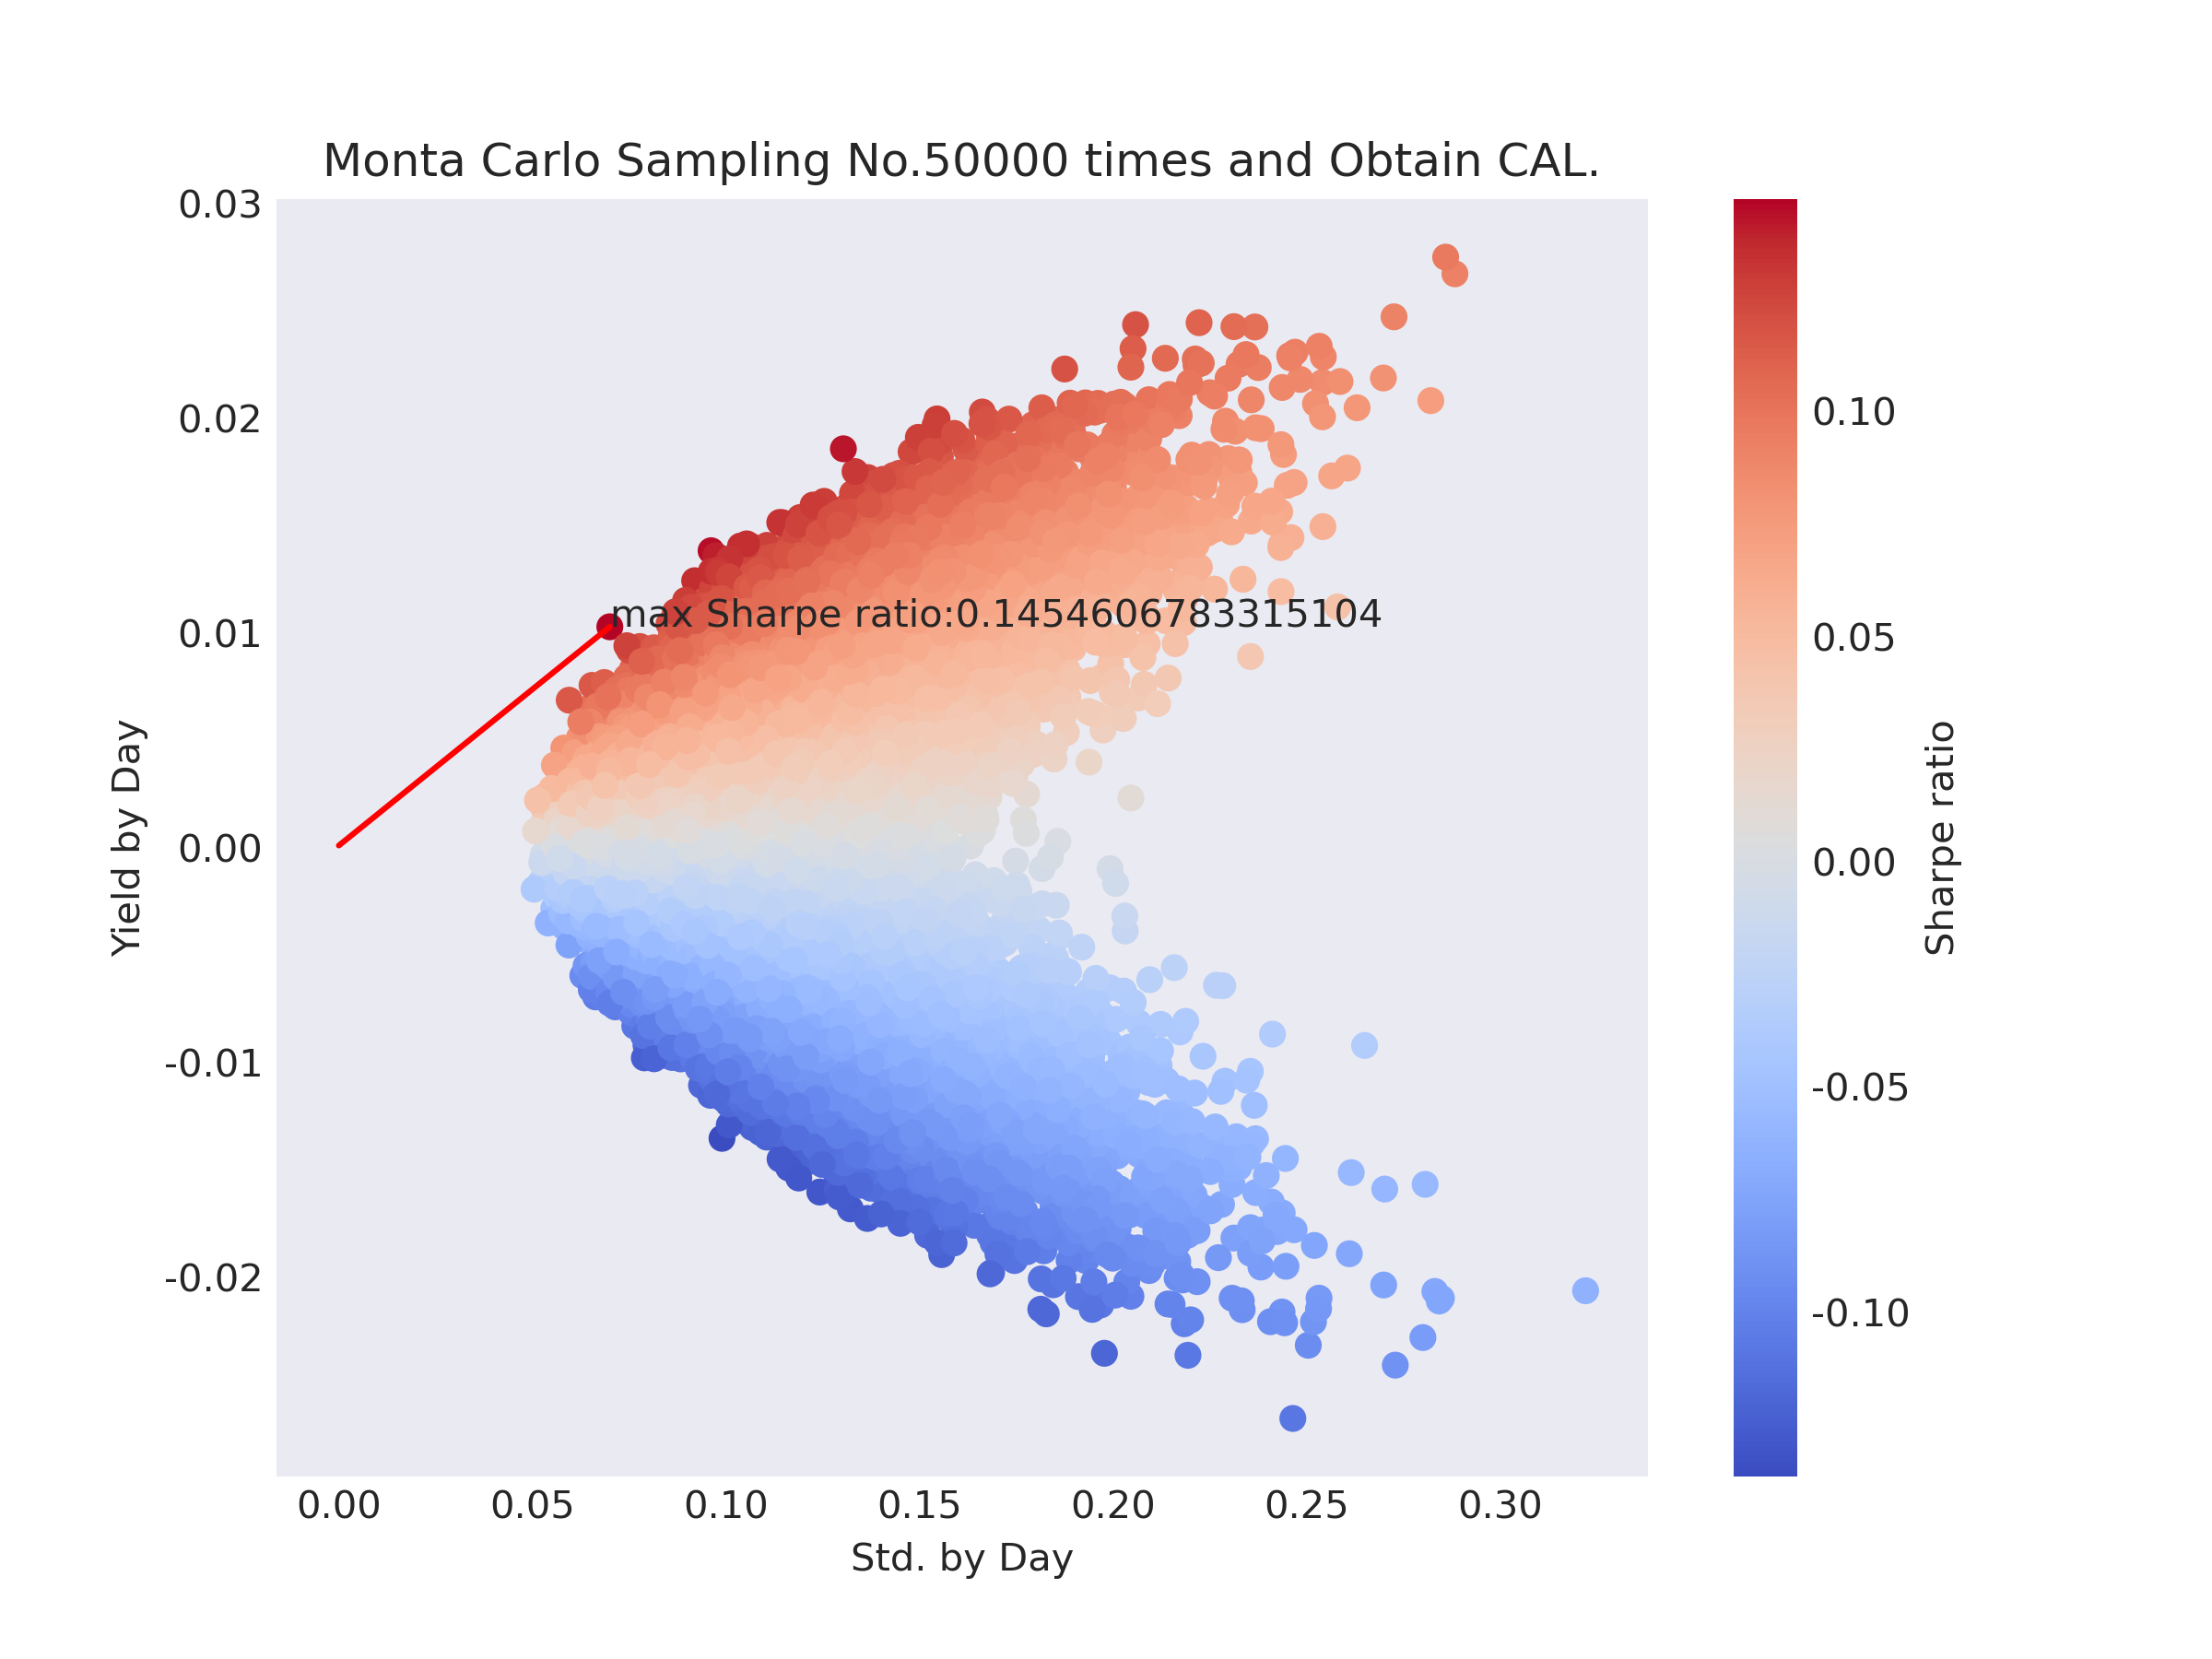 Monta Carlo Sampling No.50000 times and Obtain CAL.
0.03
0.02
0.01
0.00
-0.01
-0.02
Yield by Day
max Sharpe ratio:0.1454606783315104
0.00 0.05 0.10 0.15 0.20 0.25 0.30
Std. by Day
0.10
0.05
0.00
-0.05
-0.10
Sharpe ratio